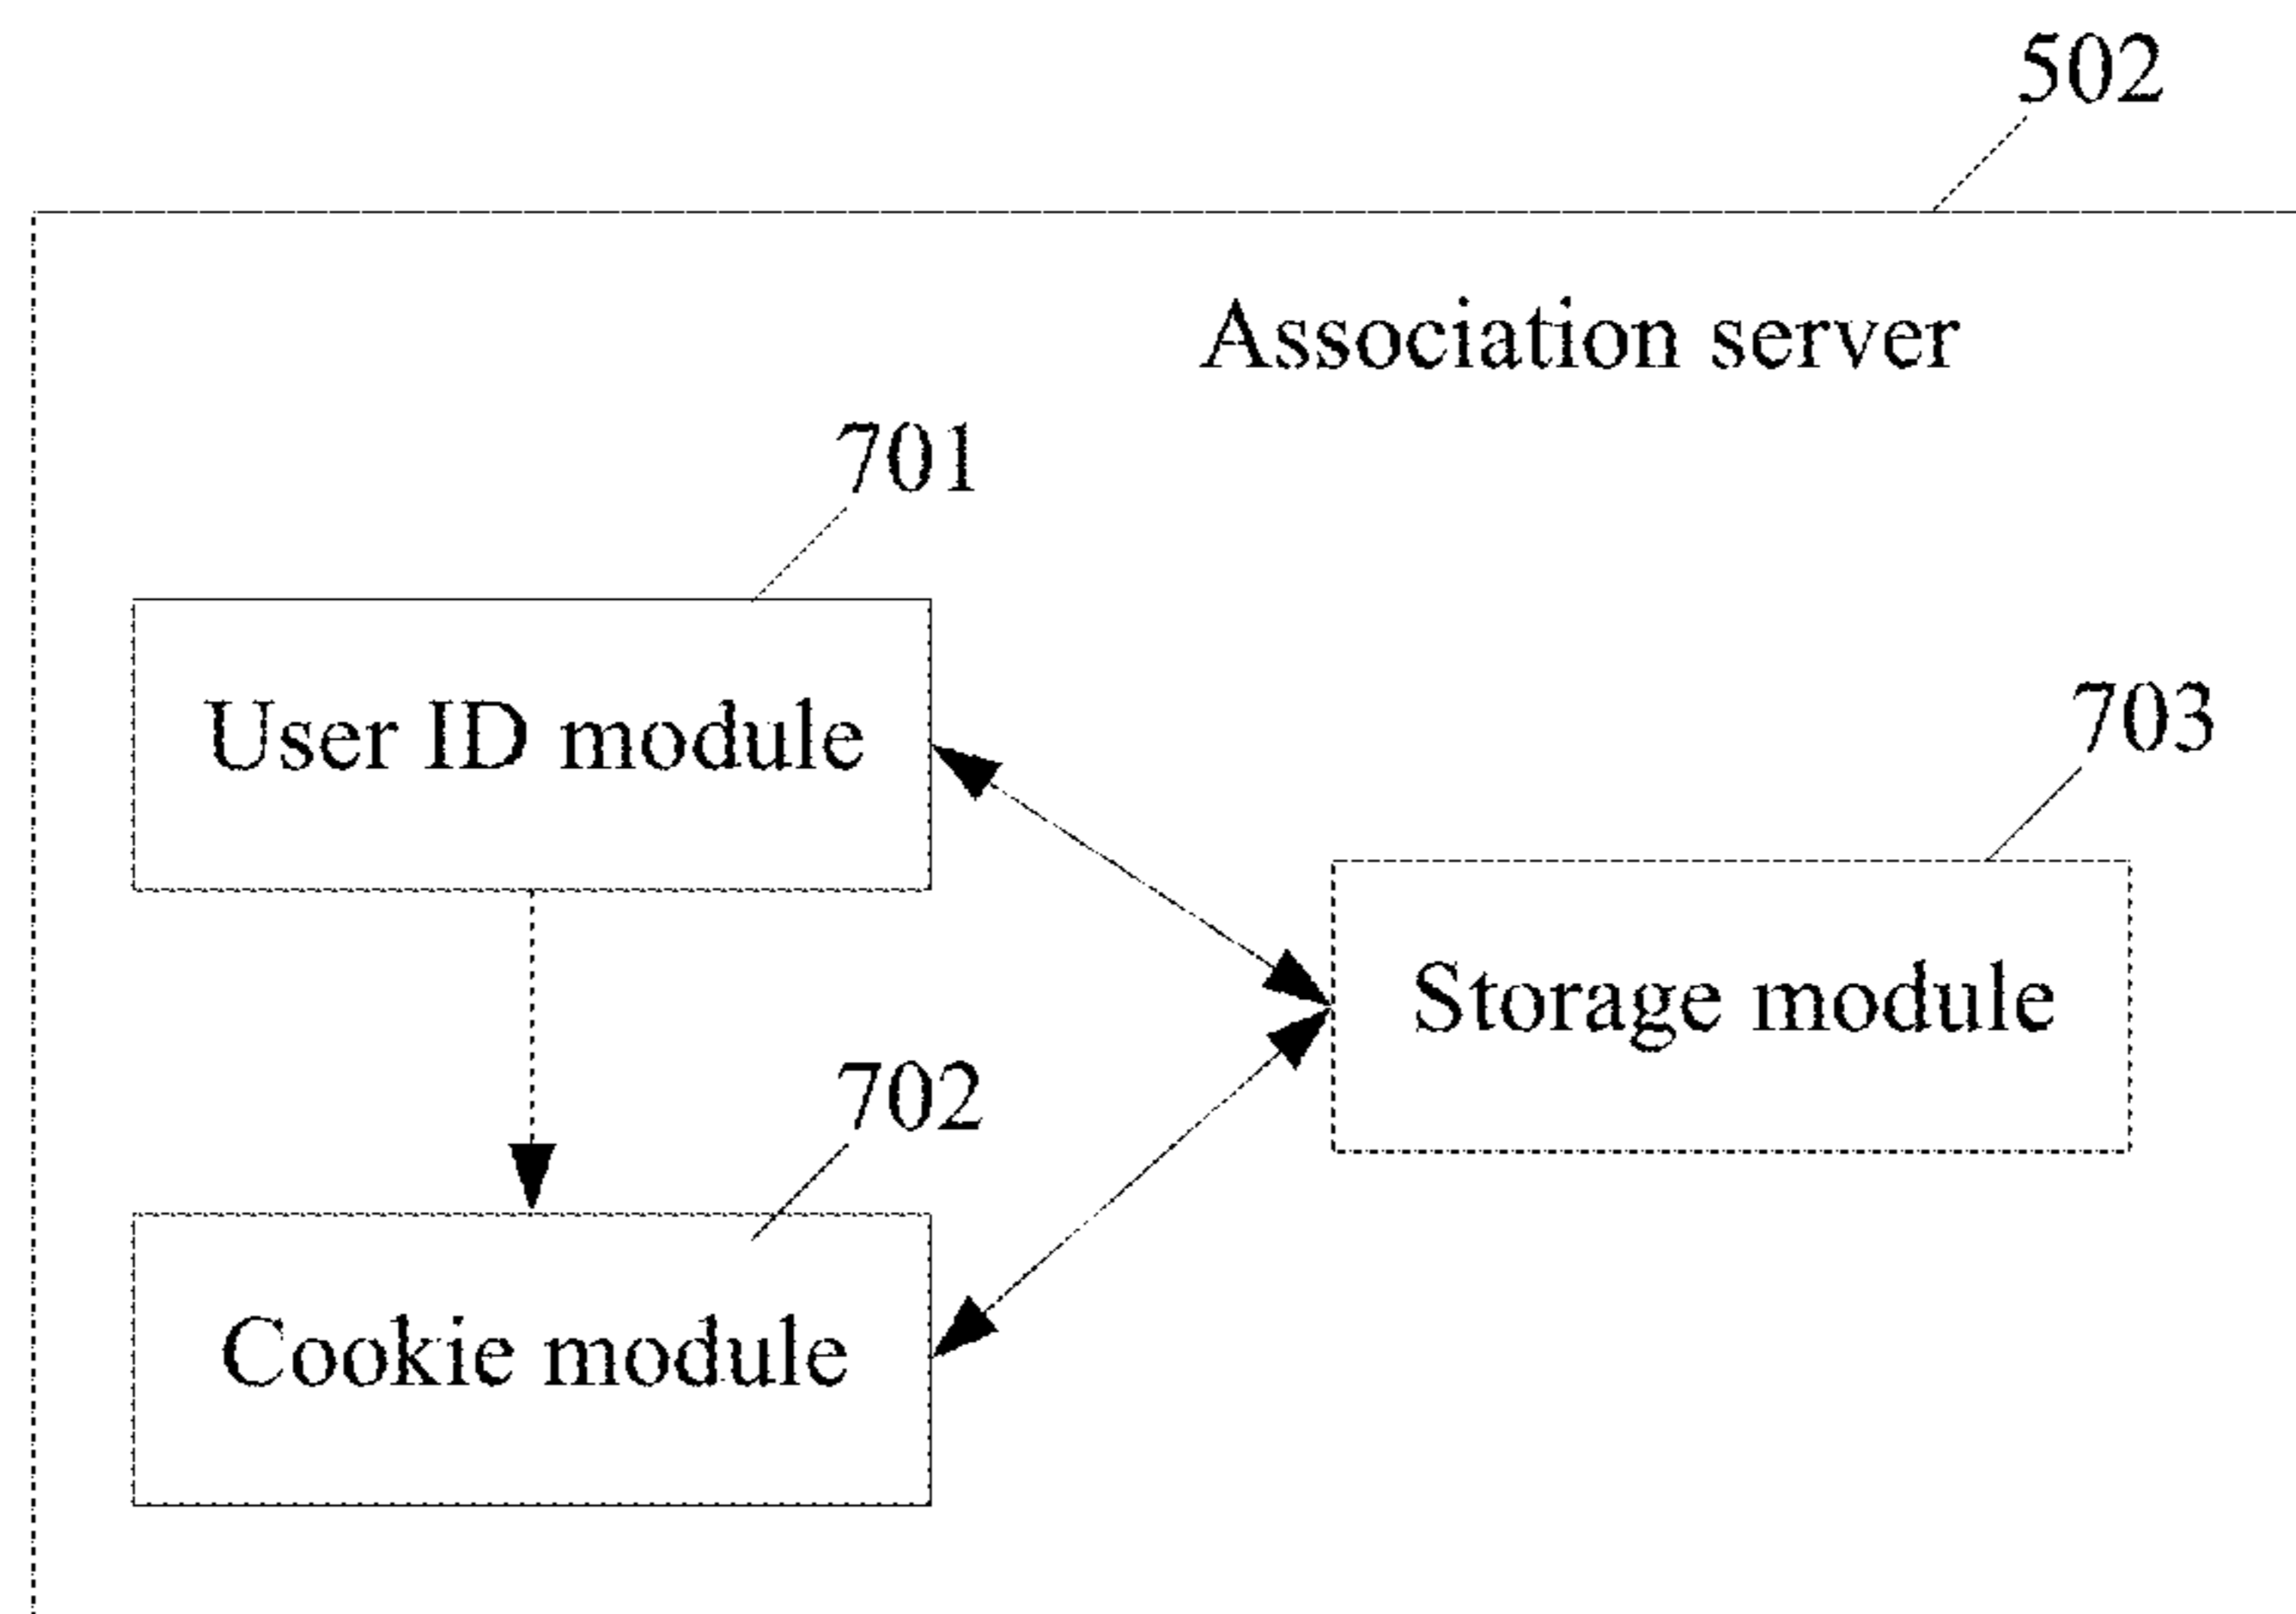 502
Association server
701
User ID module
703
Storage module
702
Cookie module